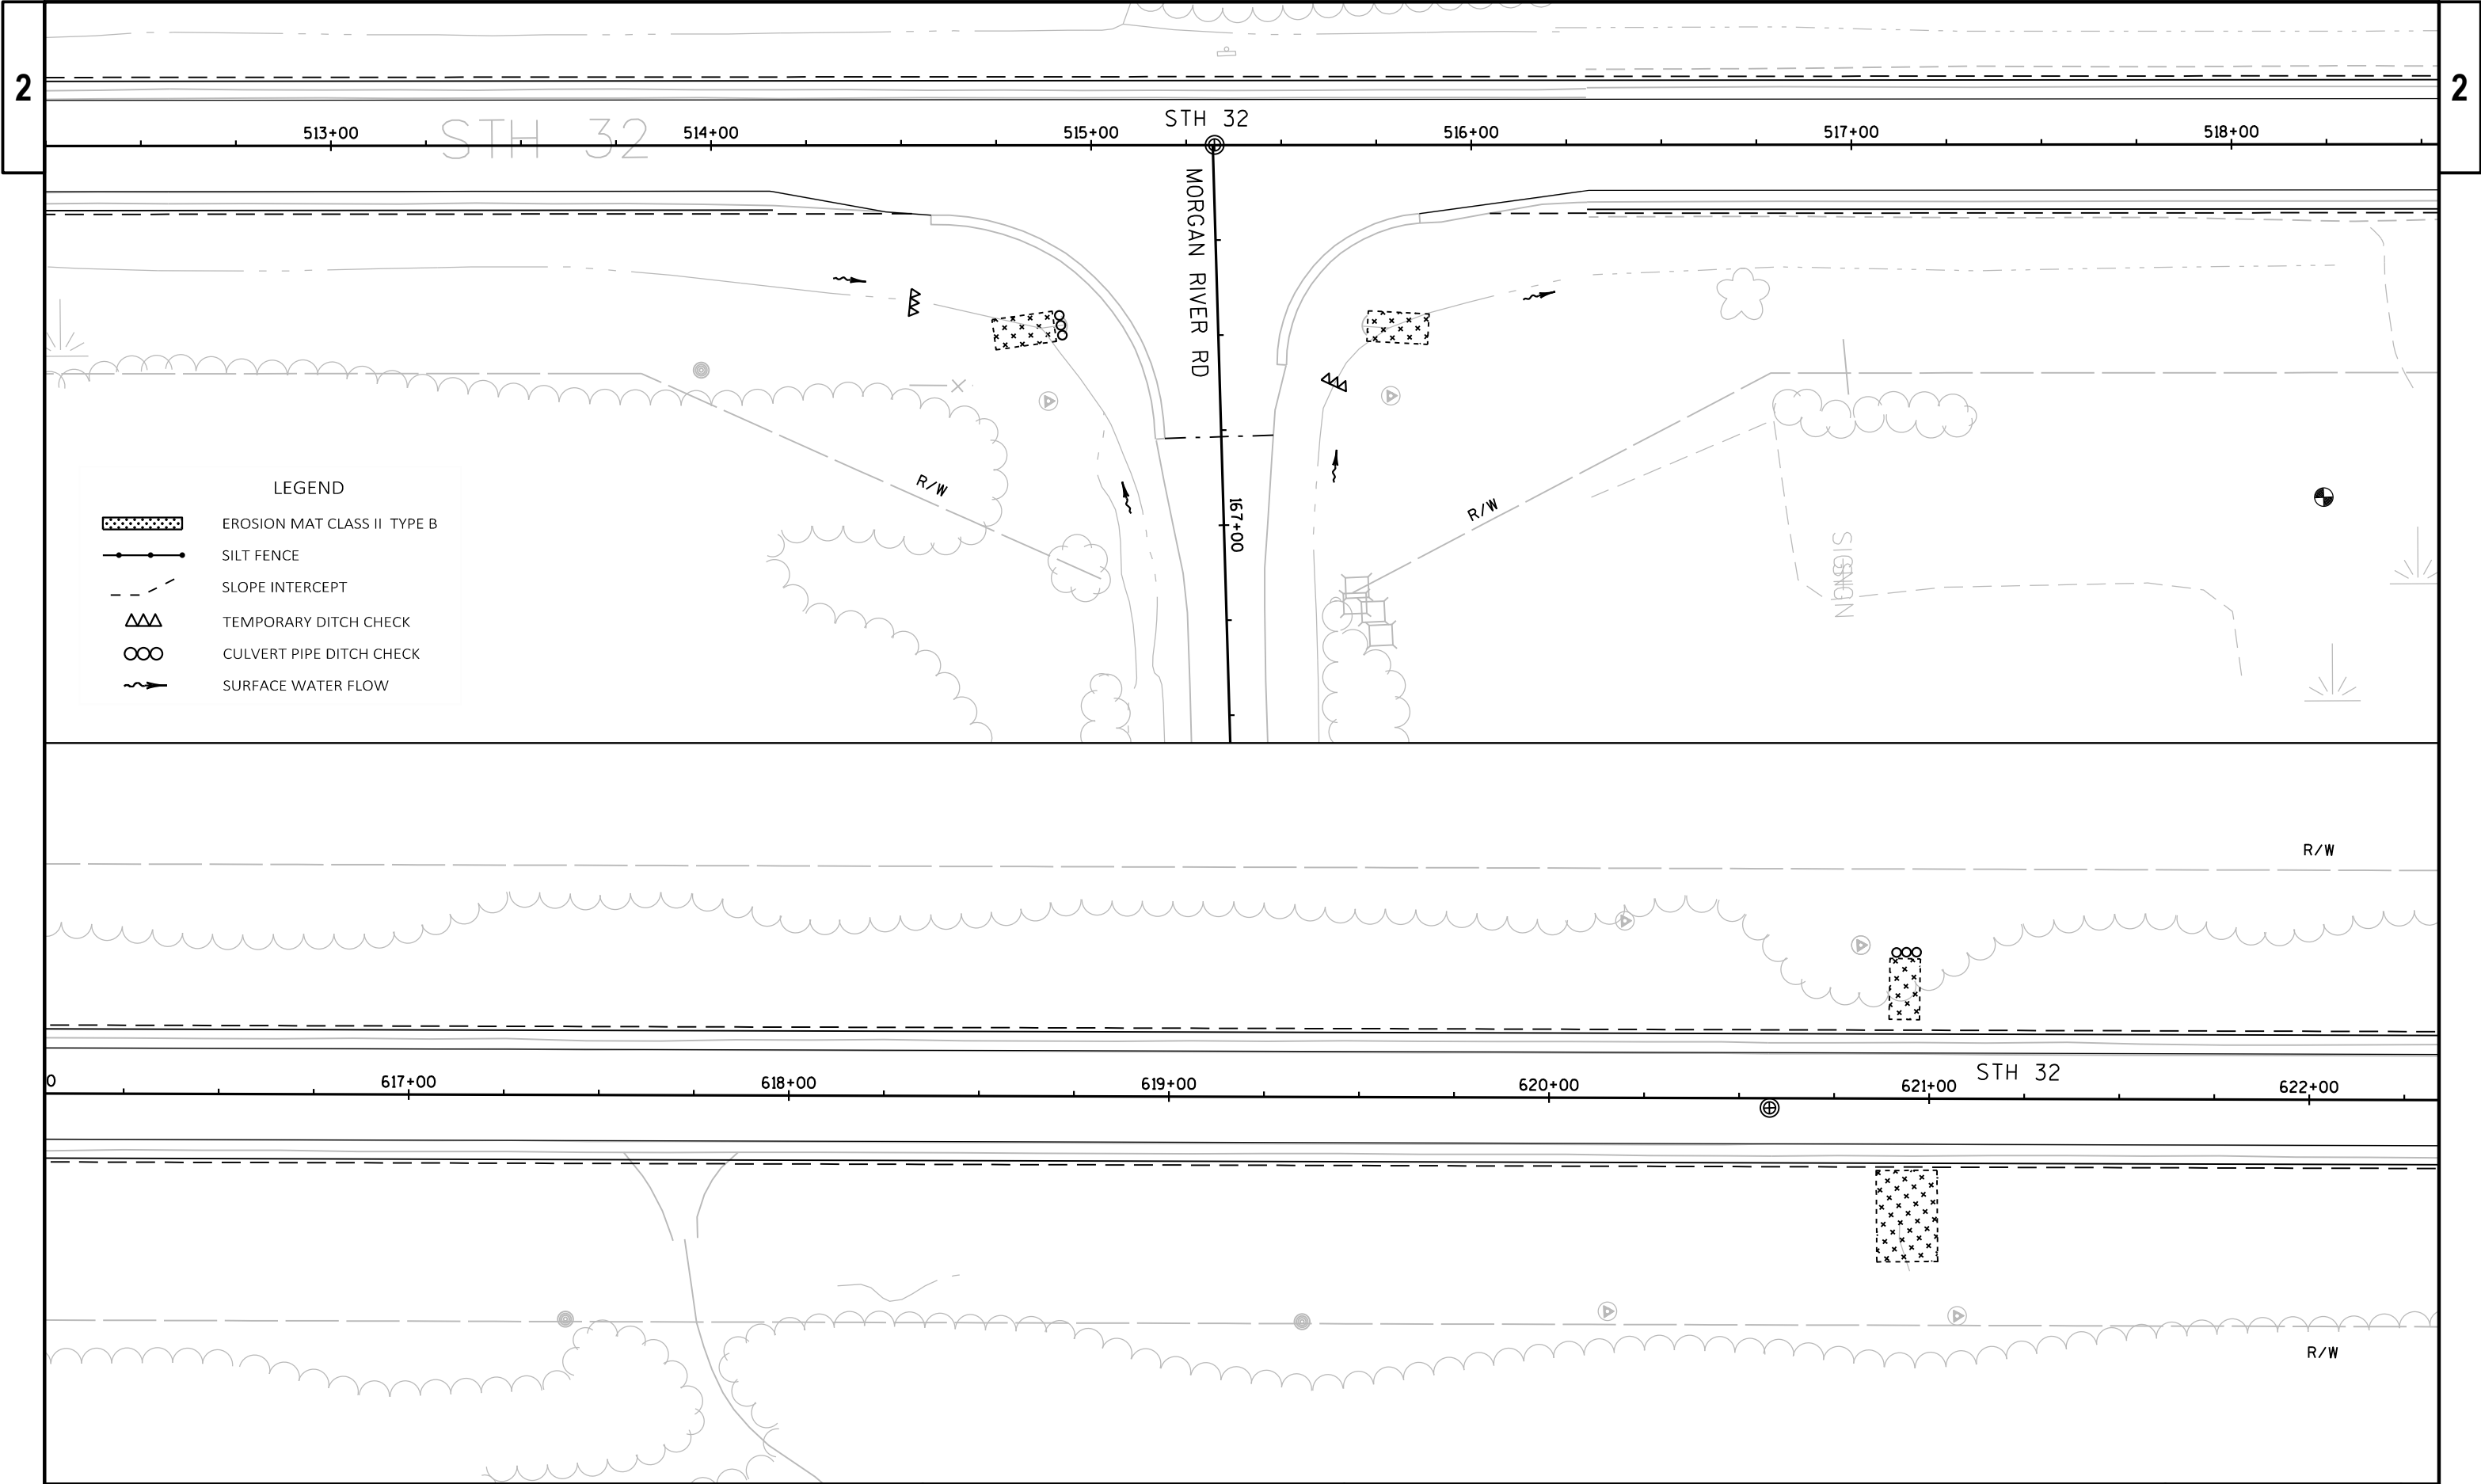 2
2
STH 32
513+00
STH 32
514+00
515+00
516+00
517+00
518+00
MORGAN RIVER RD
R/W
167+00
R/W
LEGEND
EROSION MAT CLASS II TYPE B
SILT FENCE
SLOPE INTERCEPT
TEMPORARY DITCH CHECK
CULVERT PIPE DITCH CHECK
SURFACE WATER FLOW
R/W
STH 32
0
617+00
618+00
619+00
620+00
621+00
622+00
R/W